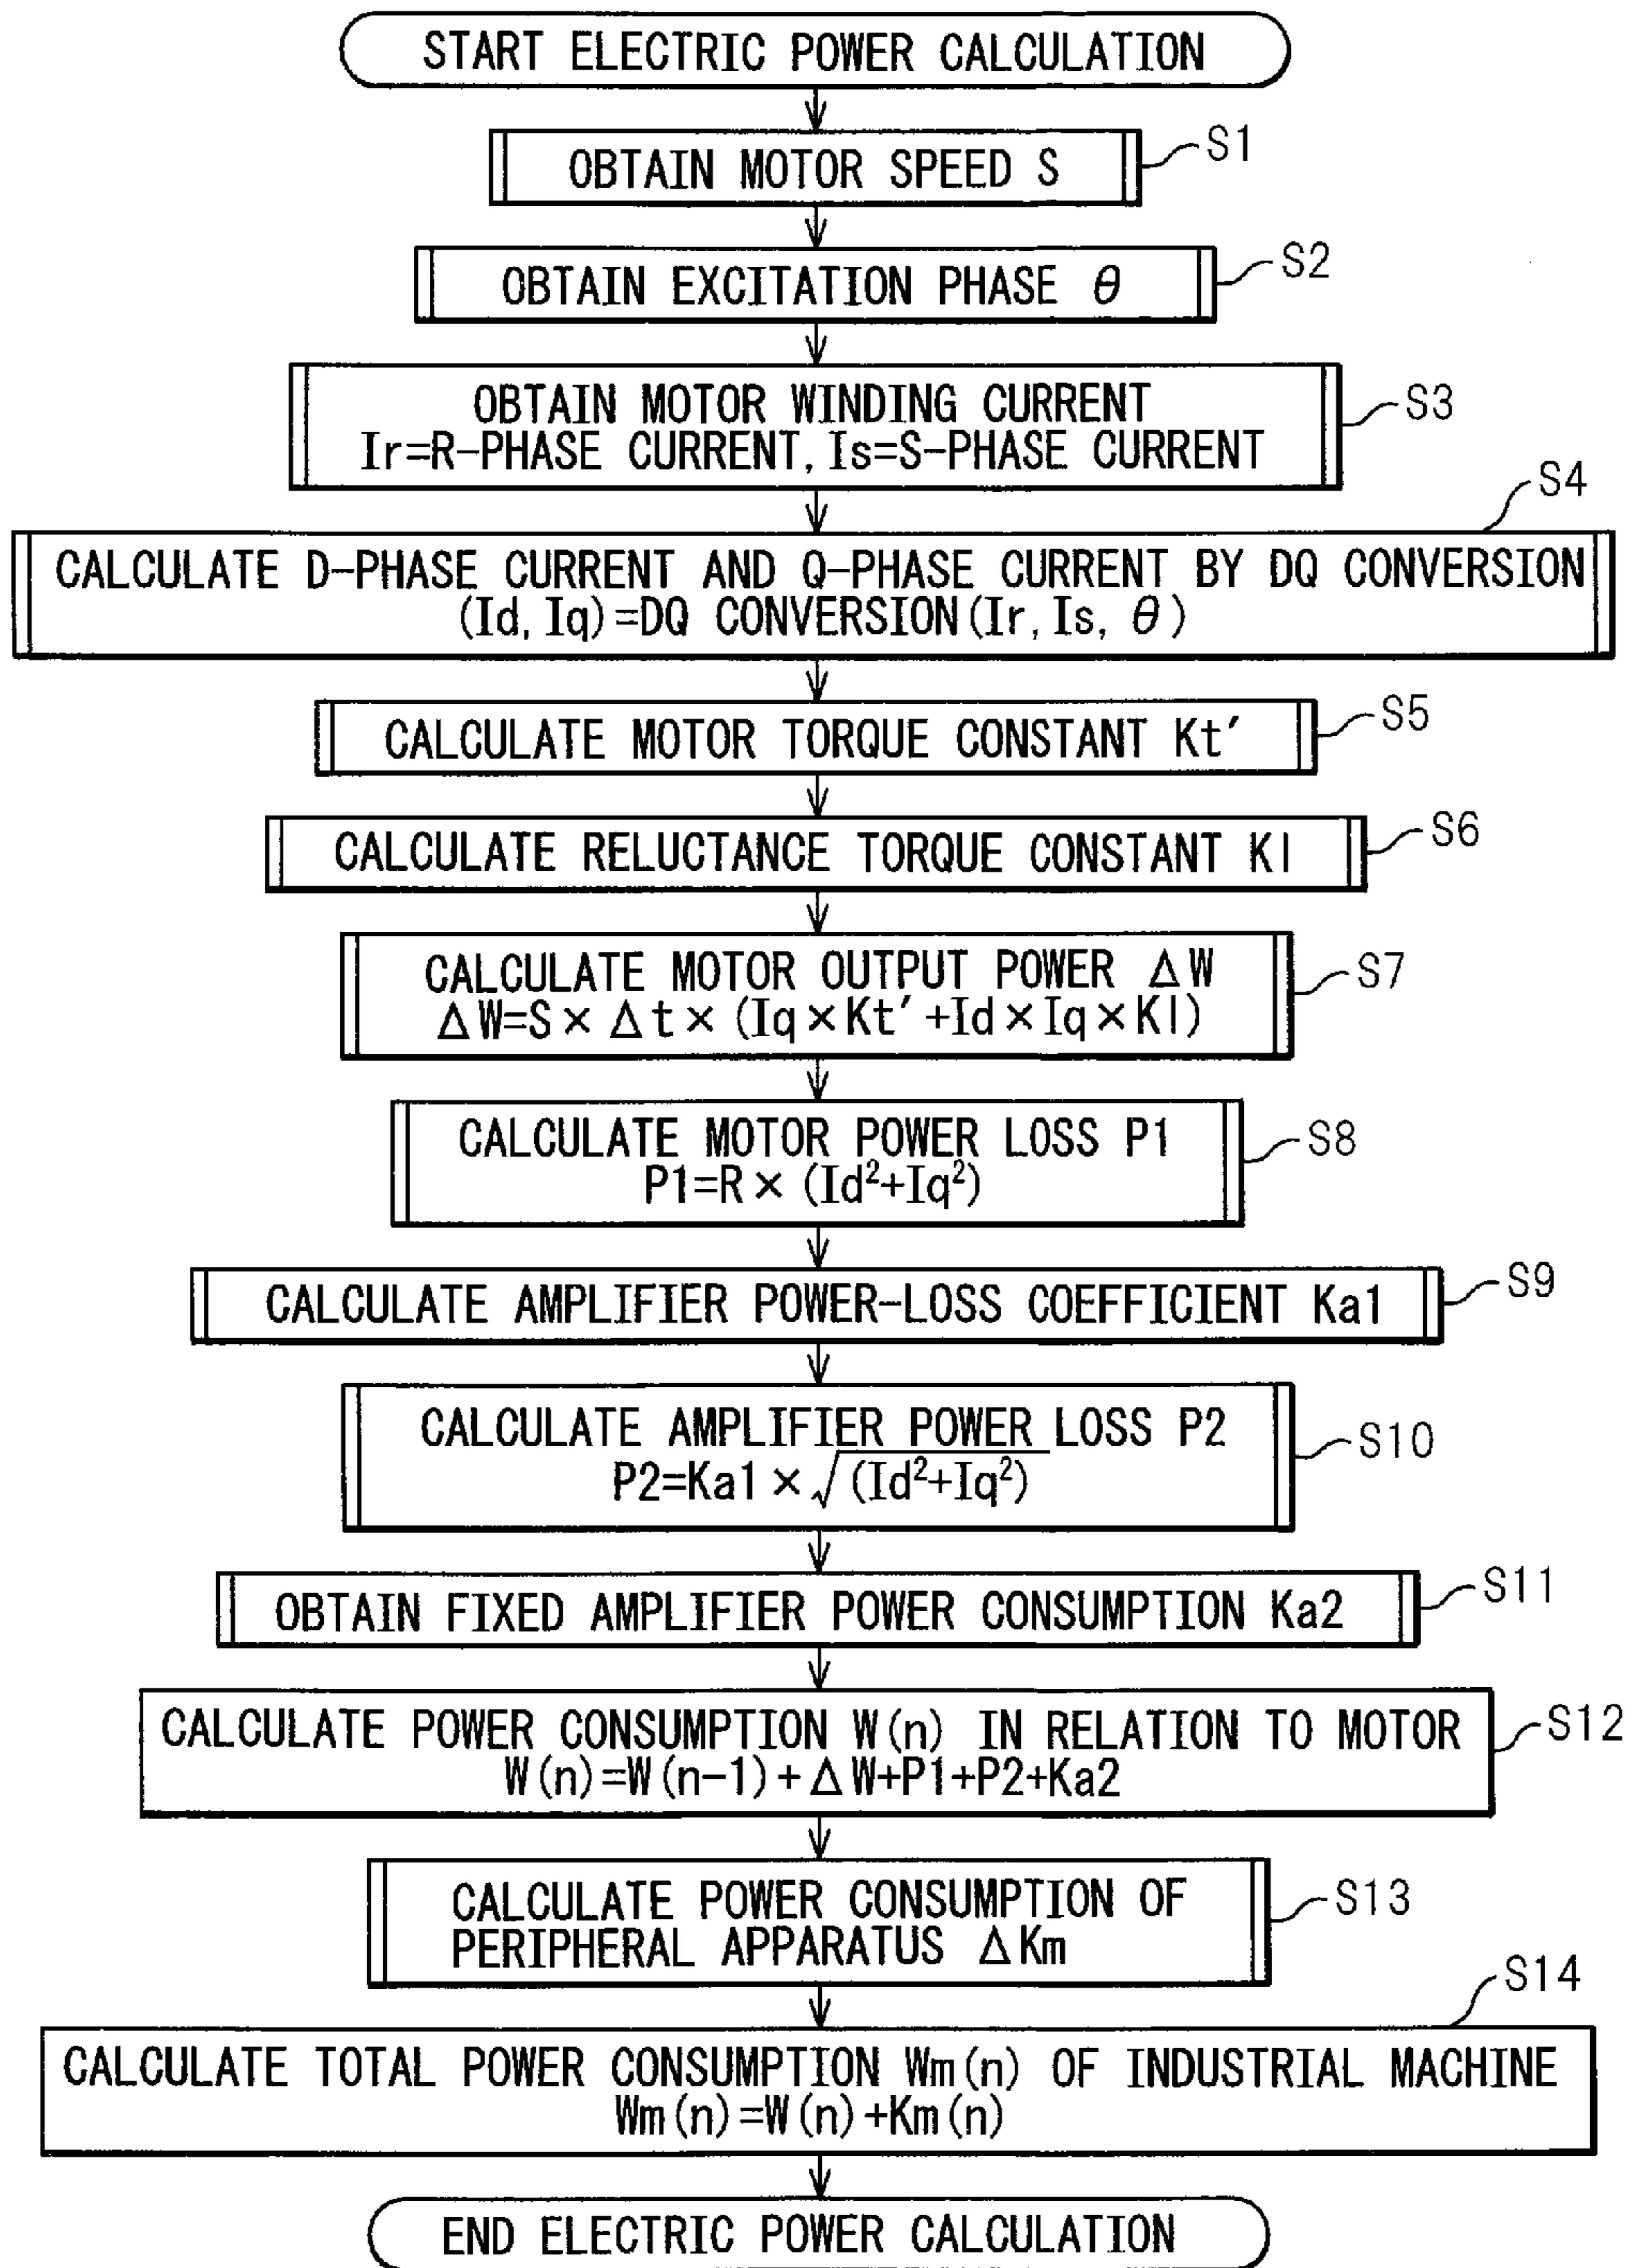 START ELECTRIC POWER CALCULATION
OBTAIN MOTOR SPEED S
S1
OBTAIN EXCITATION PHASE θ
S2
OBTAIN MOTOR WINDING CURRENT
Ir=R-PHASE CURRENT, Is=S-PHASE CURRENT
S3
S4
CALCULATE D-PHASE CURRENT AND Q-PHASE CURRENT BY DQ CONVERSION
(Id, Iq)=DQ CONVERSION(Ir, Is, θ)
CALCULATE MOTOR TORQUE CONSTANT Kt′
S5
CALCULATE RELUCTANCE TORQUE CONSTANT Kl
S6
CALCULATE MOTOR OUTPUT POWER ΔW
ΔW=S×Δt×(Iq×Kt′+Id×Iq×Kl)
S7
CALCULATE MOTOR POWER LOSS P1
P1=R×(Id²+Iq²)
S8
CALCULATE AMPLIFIER POWER-LOSS COEFFICIENT Ka1
S9
CALCULATE AMPLIFIER POWER LOSS P2
P2=Ka1×√(Id²+Iq²)
S10
OBTAIN FIXED AMPLIFIER POWER CONSUMPTION Ka2
S11
CALCULATE POWER CONSUMPTION W(n) IN RELATION TO MOTOR
W(n)=W(n-1)+ΔW+P1+P2+Ka2
S12
CALCULATE POWER CONSUMPTION OF
PERIPHERAL APPARATUS ΔKm
S13
S14
CALCULATE TOTAL POWER CONSUMPTION Wm(n) OF INDUSTRIAL MACHINE
Wm(n)=W(n)+Km(n)
END ELECTRIC POWER CALCULATION